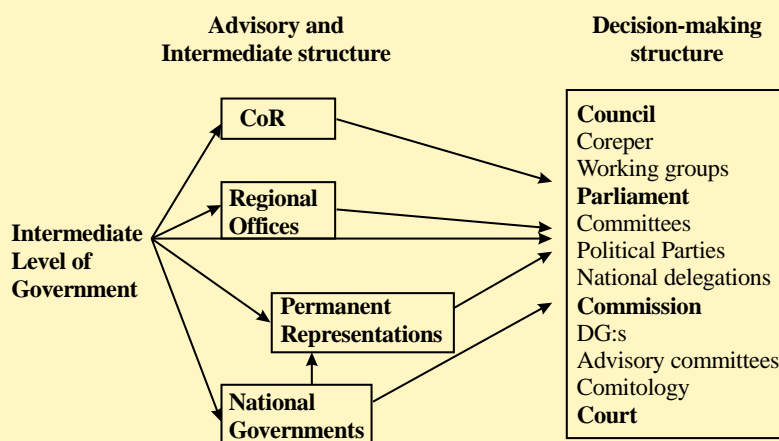 Advisory and
Intermediate structure
Decision-making
structure
CoR
Regional
Offices
Intermediate
Level of
Government
Permanent
Representations
National
Governments
Council
Coreper
Working groups
Parliament
Committees
Political Parties
National delegations
Commission
DG:s
Advisory committees
Comitology
Court